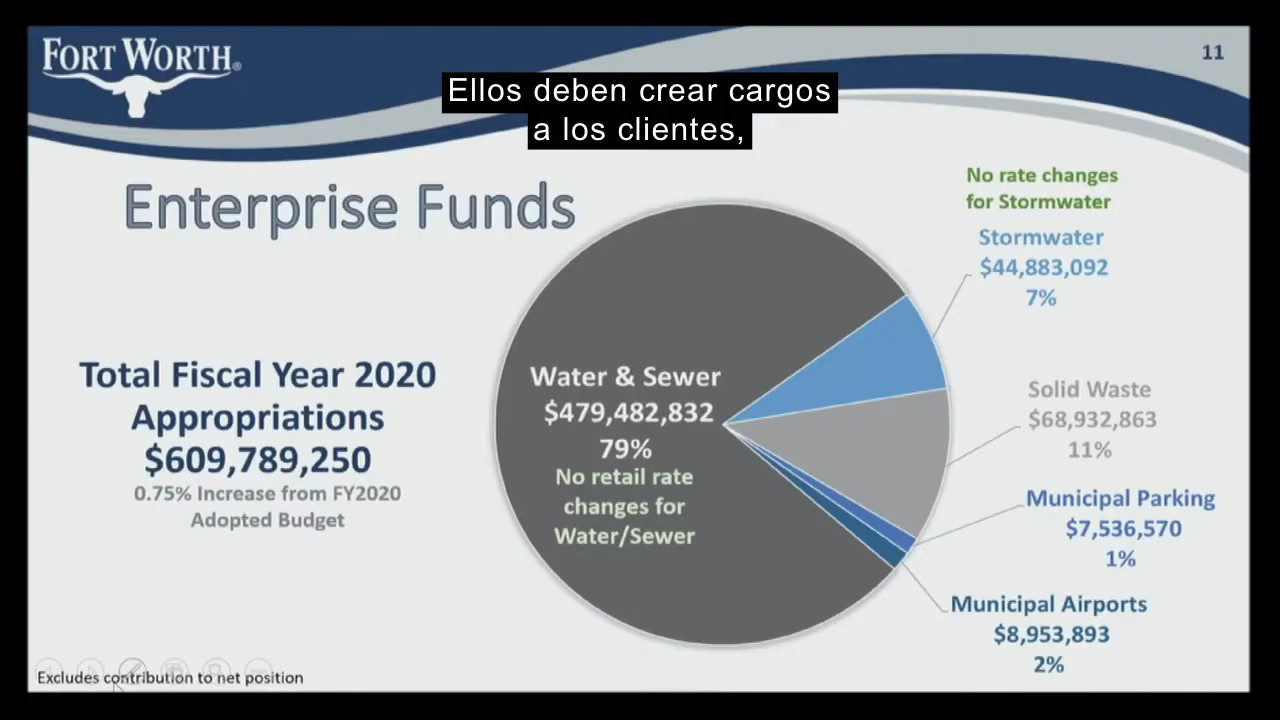 FORT WORTH®
11
Ellos deben crear cargos
a los clientes,
Enterprise Funds
No rate changes
for Stormwater
Stormwater
$44,883,092
7%
Total Fiscal Year 2020
Appropriations
$609,789,250
0.75% Increase from FY2020
Adopted Budget
Water & Sewer
$479,482,832
79%
No retail rate
changes for
Water/Sewer
Solid Waste
$68,932,863
11%
Municipal Parking
$7,536,570
1%
Municipal Airports
$8,953,893
2%
Excludes contribution to net position